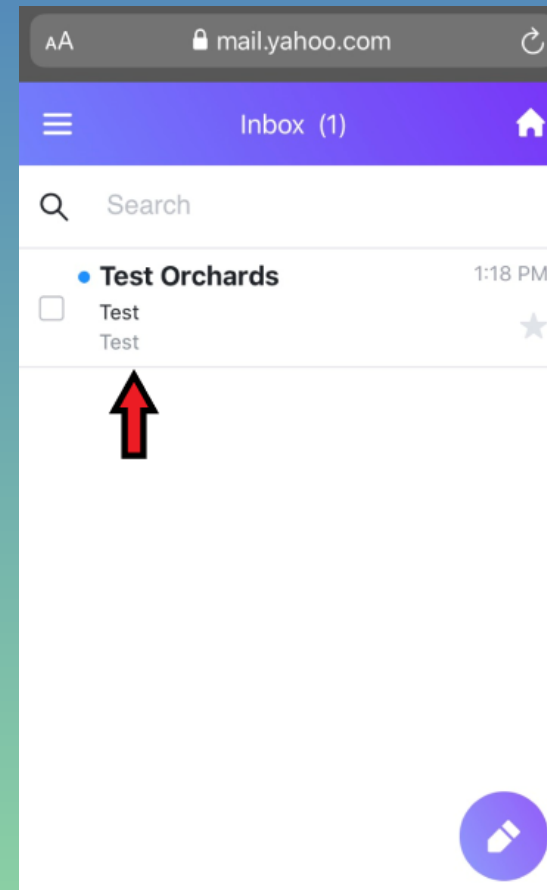 AA mail.yahoo.com
Inbox (1)
Search
Test Orchards 1:18 PM
Test
Test